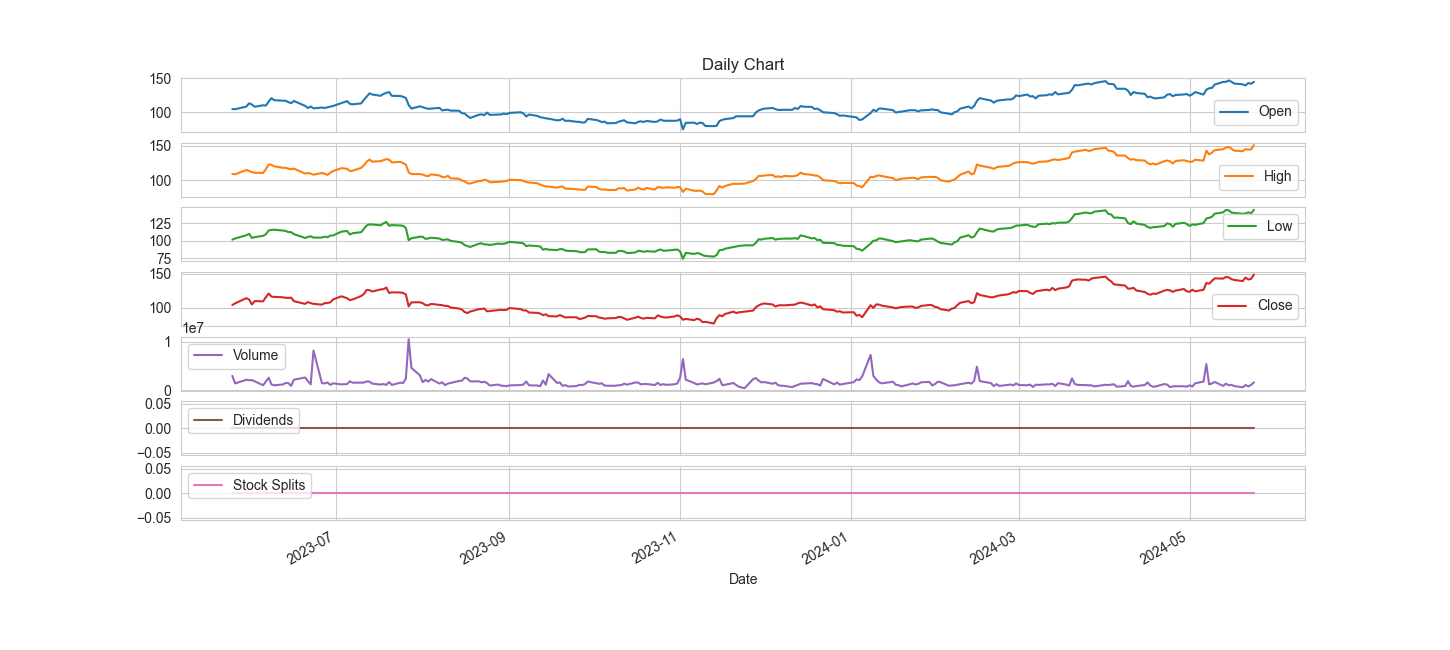 Daily Chart
150
100
Open
150
100
High
125
100
75
Low
150
100
Close
1e7
1
0
Volume
0.05
0.00
−0.05
Dividends
0.05
0.00
−0.05
Stock Splits
2023-07
2023-09
2023-11
2024-01
2024-03
2024-05
Date